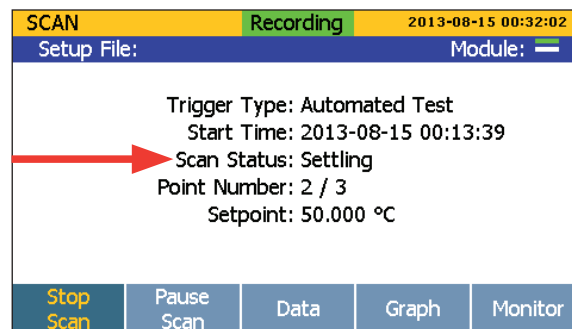 SCAN Recording 2013-08-15 00:32:02
Setup File: Module:
Trigger Type: Automated Test
Start Time: 2013-08-15 00:13:39
Scan Status: Settling
Point Number: 2 / 3
Setpoint: 50.000 °C
Stop Scan
Pause Scan
Data
Graph
Monitor